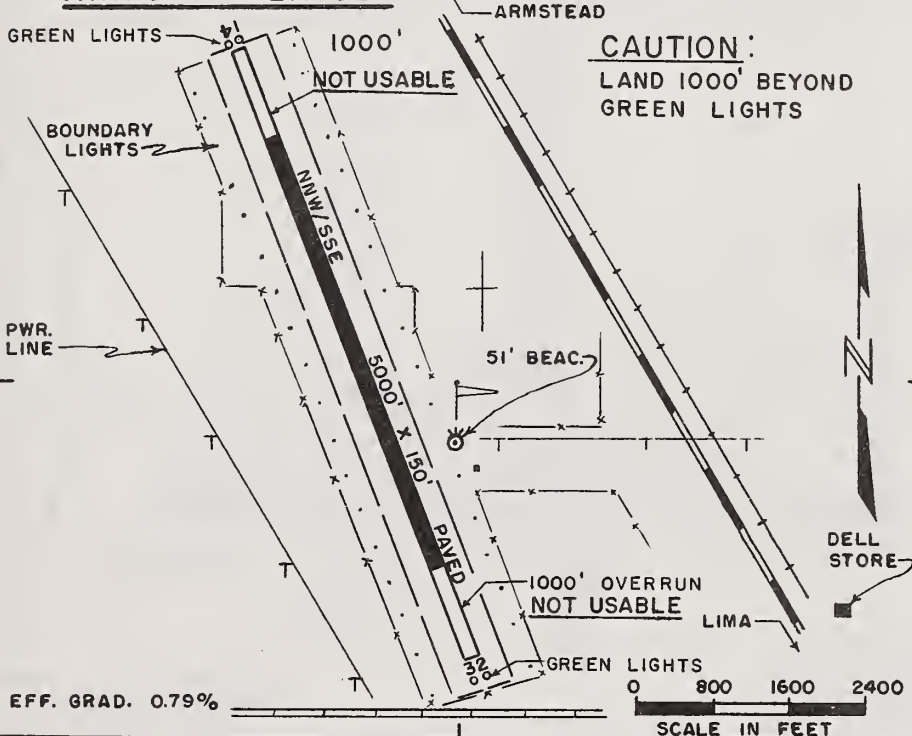 ARMSTEAD
GREEN LIGHTS
14
1000'
NOT USABLE
CAUTION:
LAND 1000' BEYOND
GREEN LIGHTS
BOUNDARY
LIGHTS
NNW/SSE
T
T
PWR.
LINE
51' BEAC.
N
5000' X 150'
T
T
T
T
PAVED
DELL
STORE
T
1000' OVERRUN
NOT USABLE
LIMA
32
GREEN LIGHTS
T
EFF. GRAD. 0.79%
0 800 1600 2400
SCALE IN FEET